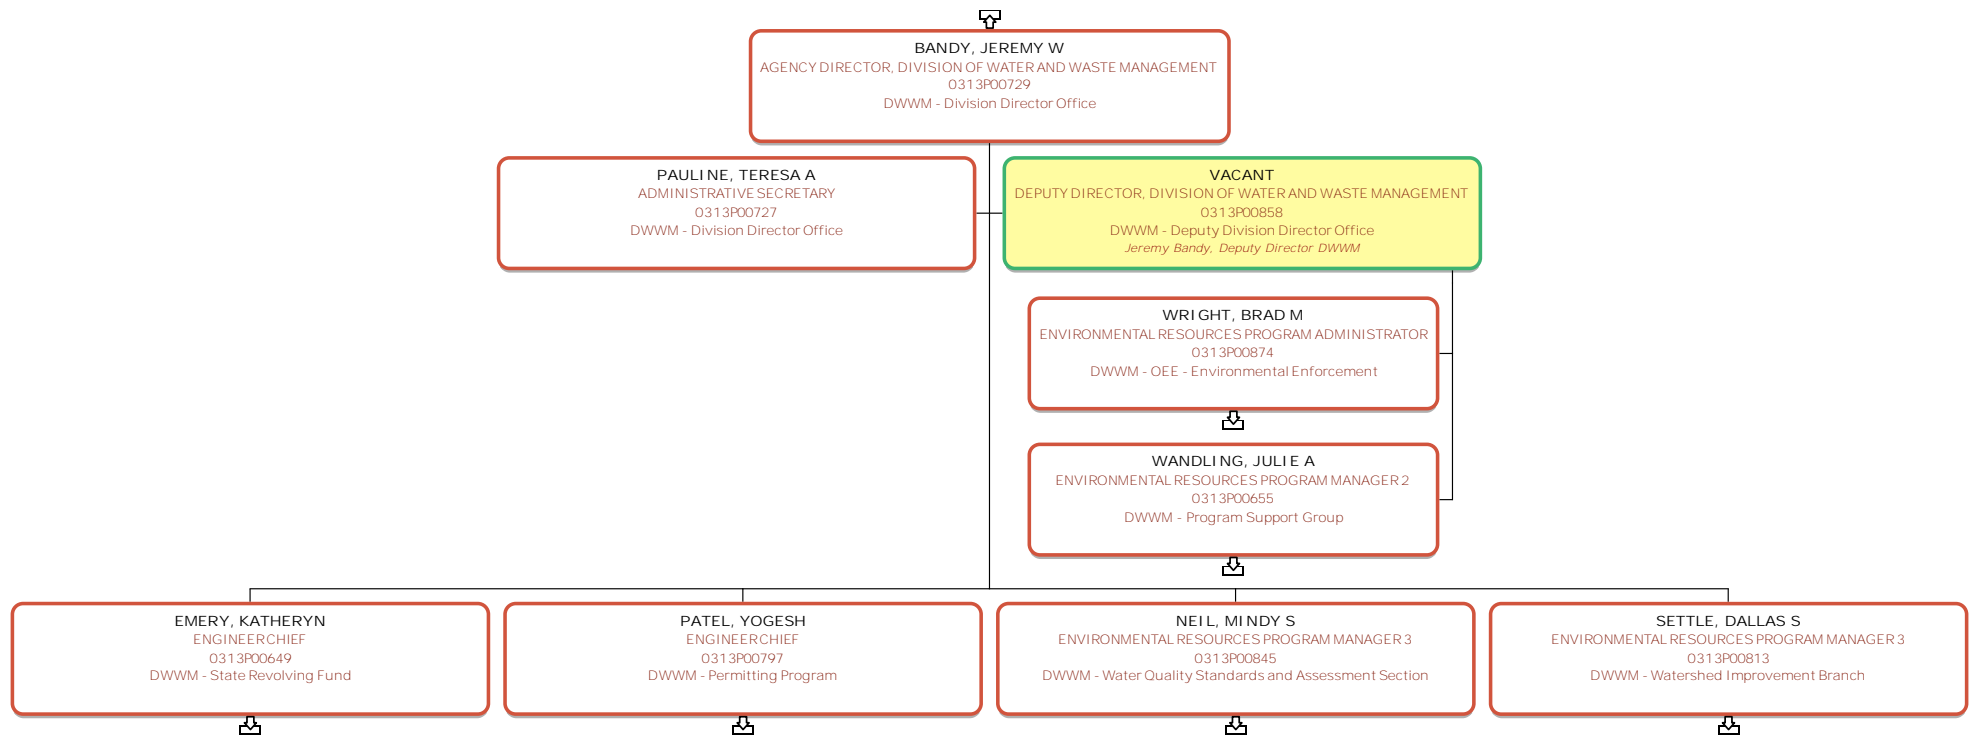 BANDY, JEREMY W
AGENCY DIRECTOR, DIVISION OF WATER AND WASTE MANAGEMENT
0313P00729
DWWM - Division Director Office
PAULINE, TERESA A
ADMINISTRATIVE SECRETARY
0313P00727
DWWM - Division Director Office
VACANT
DEPUTY DIRECTOR, DIVISION OF WATER AND WASTE MANAGEMENT
0313P00858
DWWM - Deputy Division Director Office
Jeremy Bandy, Deputy Director DWWM
WRIGHT, BRAD M
ENVIRONMENTAL RESOURCES PROGRAM ADMINISTRATOR
0313P00874
DWWM - OEE - Environmental Enforcement
WANDLING, JULIE A
ENVIRONMENTAL RESOURCES PROGRAM MANAGER 2
0313P00655
DWWM - Program Support Group
EMERY, KATHERYN
ENGINEER CHIEF
0313P00649
DWWM - State Revolving Fund
PATEL, YOGESH
ENGINEER CHIEF
0313P00797
DWWM - Permitting Program
NEIL, MINDY S
ENVIRONMENTAL RESOURCES PROGRAM MANAGER 3
0313P00845
DWWM - Water Quality Standards and Assessment Section
SETTLE, DALLAS S
ENVIRONMENTAL RESOURCES PROGRAM MANAGER 3
0313P00813
DWWM - Watershed Improvement Branch